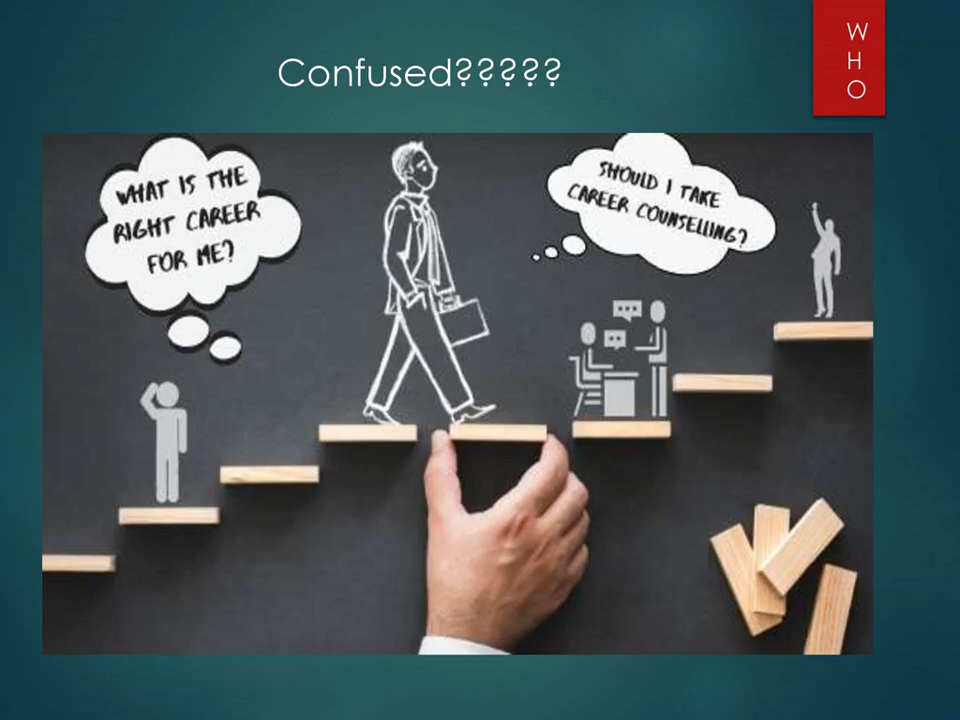 Confused?????
W
H
O
WHAT IS THE
RIGHT CAREER
FOR ME?
SHOULD I TAKE
CAREER COUNSELLING?